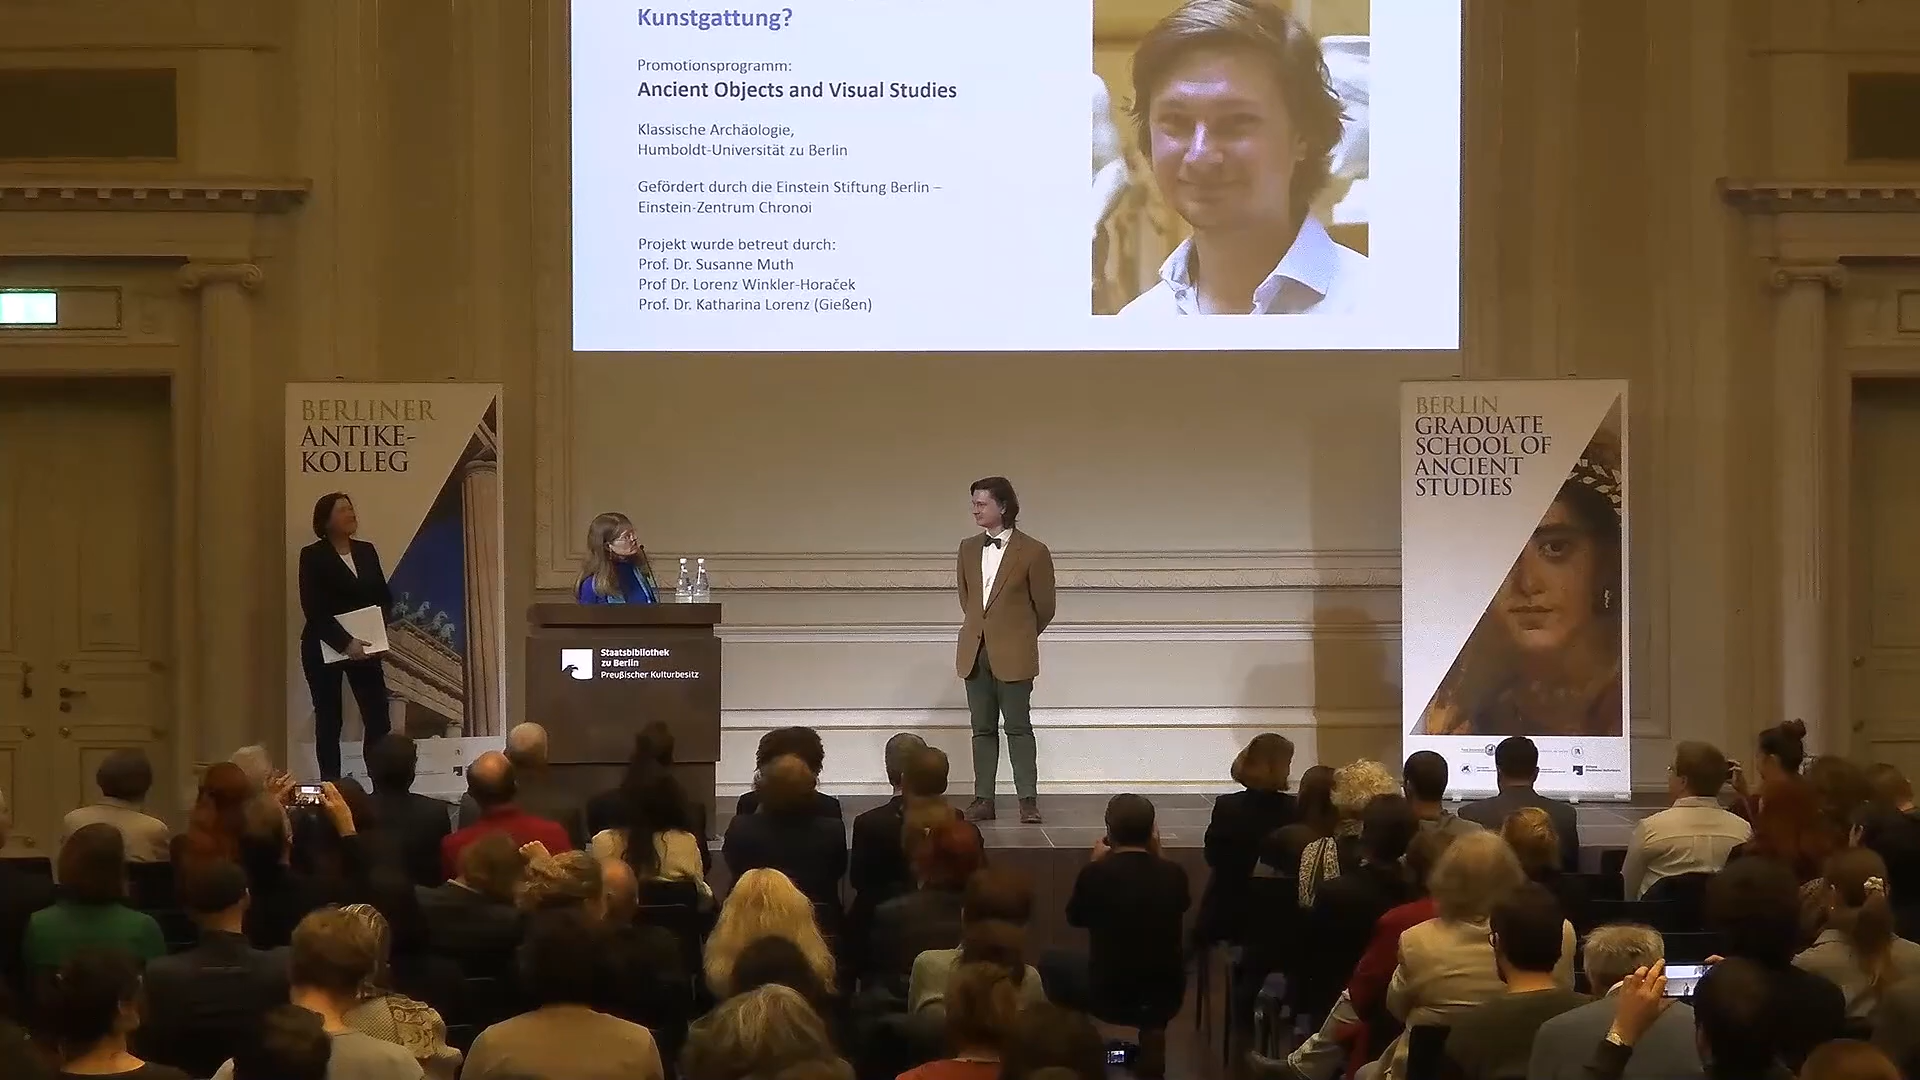 Kunstgattung?
Promotionsprogramm:
Ancient Objects and Visual Studies
Klassische Archäologie,
Humboldt-Universität zu Berlin
Gefördert durch die Einstein Stiftung Berlin –
Einstein-Zentrum Chronoi
Projekt wurde betreut durch:
Prof. Dr. Susanne Muth
Prof Dr. Lorenz Winkler-Horaček
Prof. Dr. Katharina Lorenz (Gießen)
BERLINER
ANTIKE-
KOLLEG
Staatsbibliothek
zu Berlin
Preußischer Kulturbesitz
BERLIN
GRADUATE
SCHOOL OF
ANCIENT
STUDIES